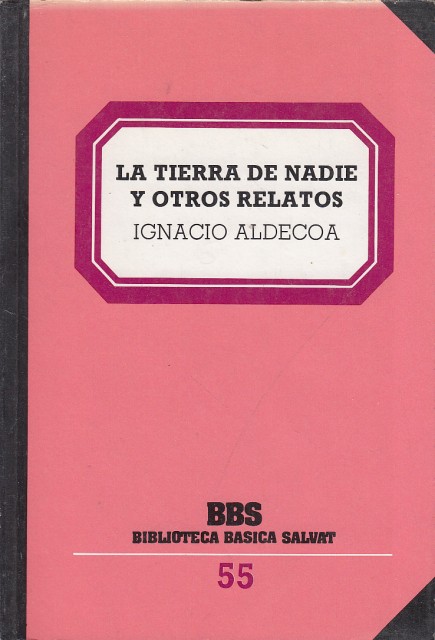 LA TIERRA DE NADIE
Y OTROS RELATOS
IGNACIO ALDECOA
BBS
BIBLIOTECA BASICA SALVAT
55